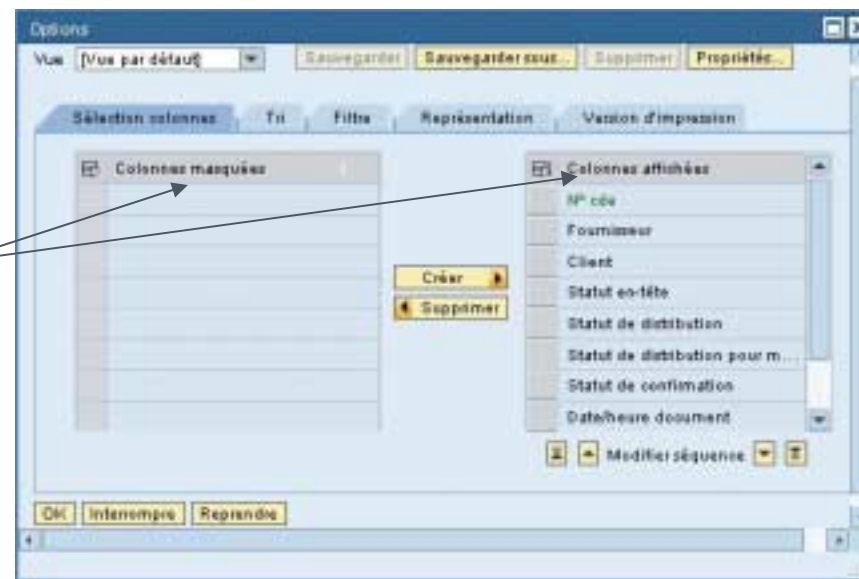 Options
Vue [Vue par défaut] Sauvegarder Sauvegarder sous... Supprimer Propriétés...
Sélection colonnes Tri Filtre Représentation Version d'impression
Colonnes masquées
Colonnes affichées
N° cde
Fournisseur
Client
Statut en-tête
Statut de distribution
Statut de distribution pour m...
Statut de confirmation
Date/heure document
Créer
Supprimer
Modifier séquence
OK Interrompre Reprendre